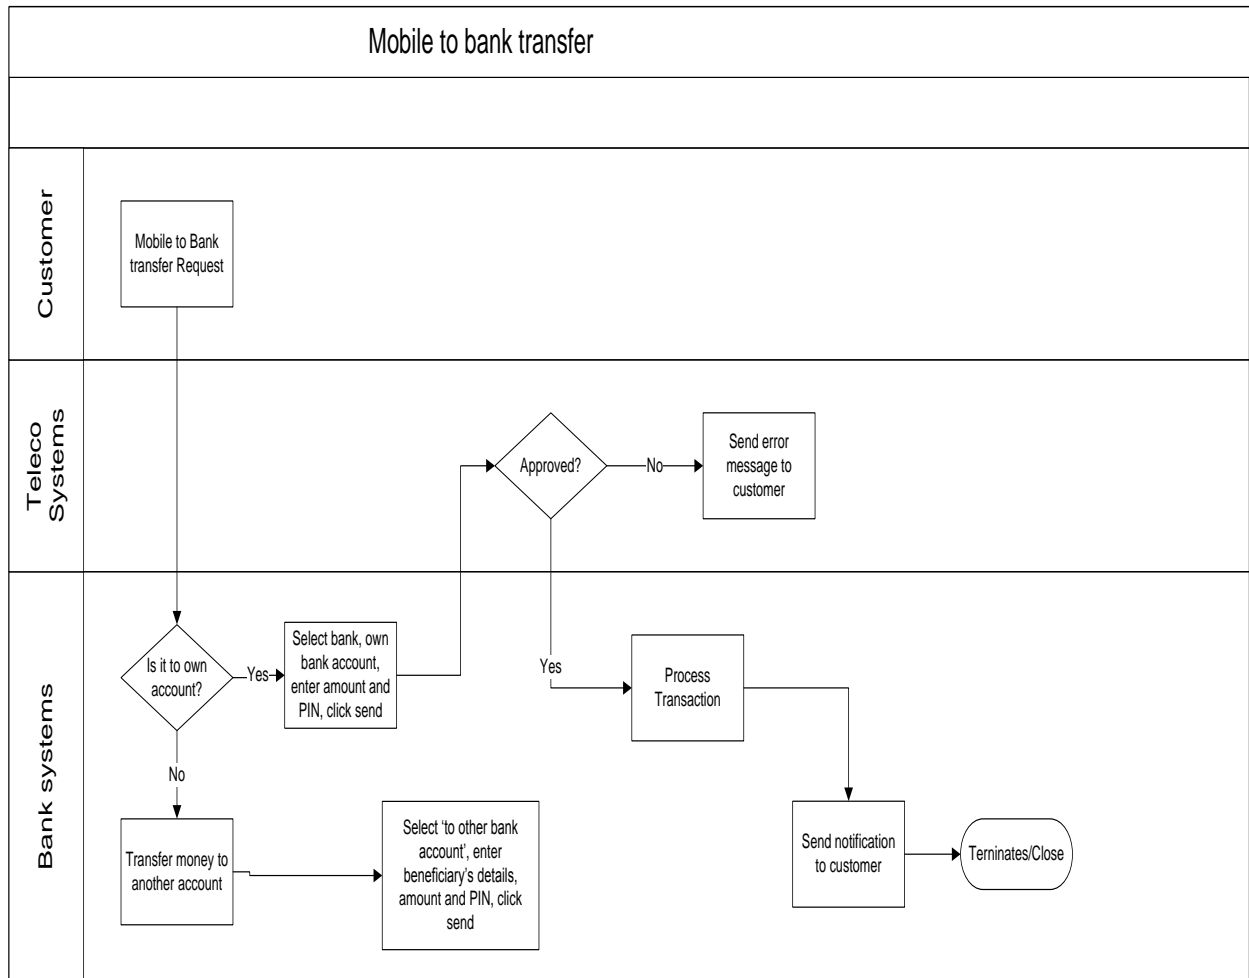 Mobile to bank transfer
Customer
Mobile to Bank
transfer Request
Teleco
Systems
Approved?
No
Send error
message to
customer
Bank systems
Is it to own
account?
Yes
Select bank, own
bank account,
enter amount and
PIN, click send
Yes
Process
Transaction
No
Transfer money to
another account
Select ‘to other bank
account’, enter
beneficiary’s details,
amount and PIN, click
send
Send notification
to customer
Terninates/Close